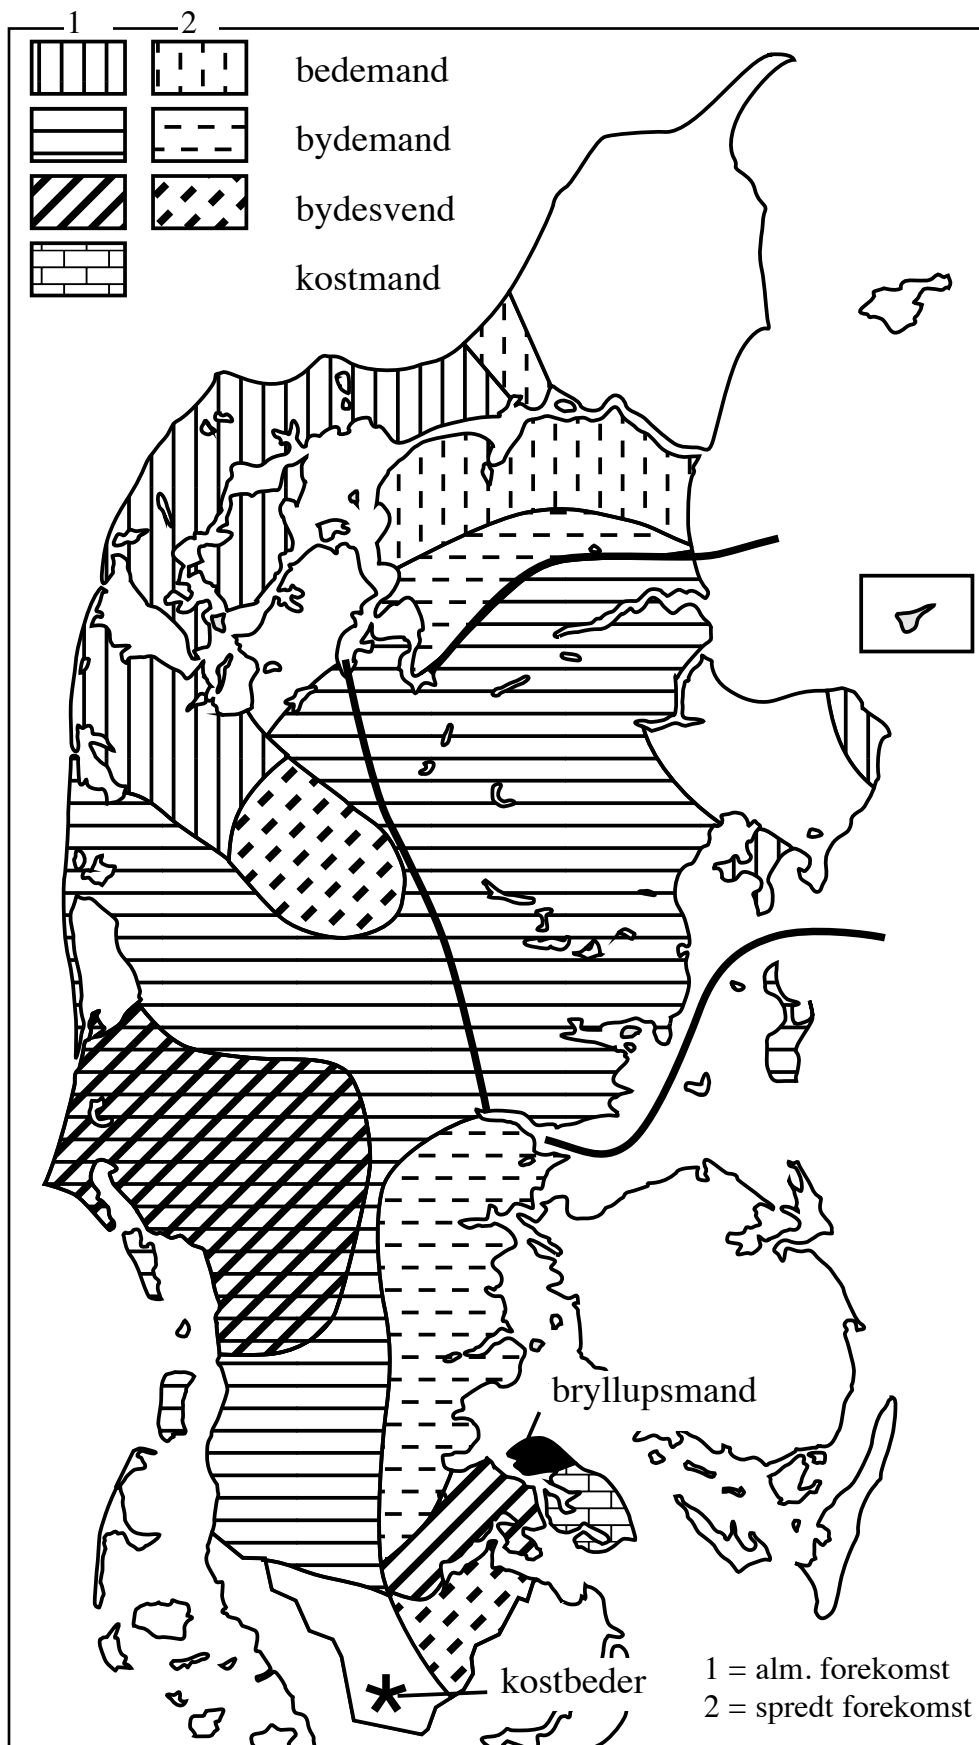 1 2
bedemand
bydemand
bydesvend
kostmand
bryllupsmand
kostbeder
1 = alm. forekomst
2 = spredt forekomst